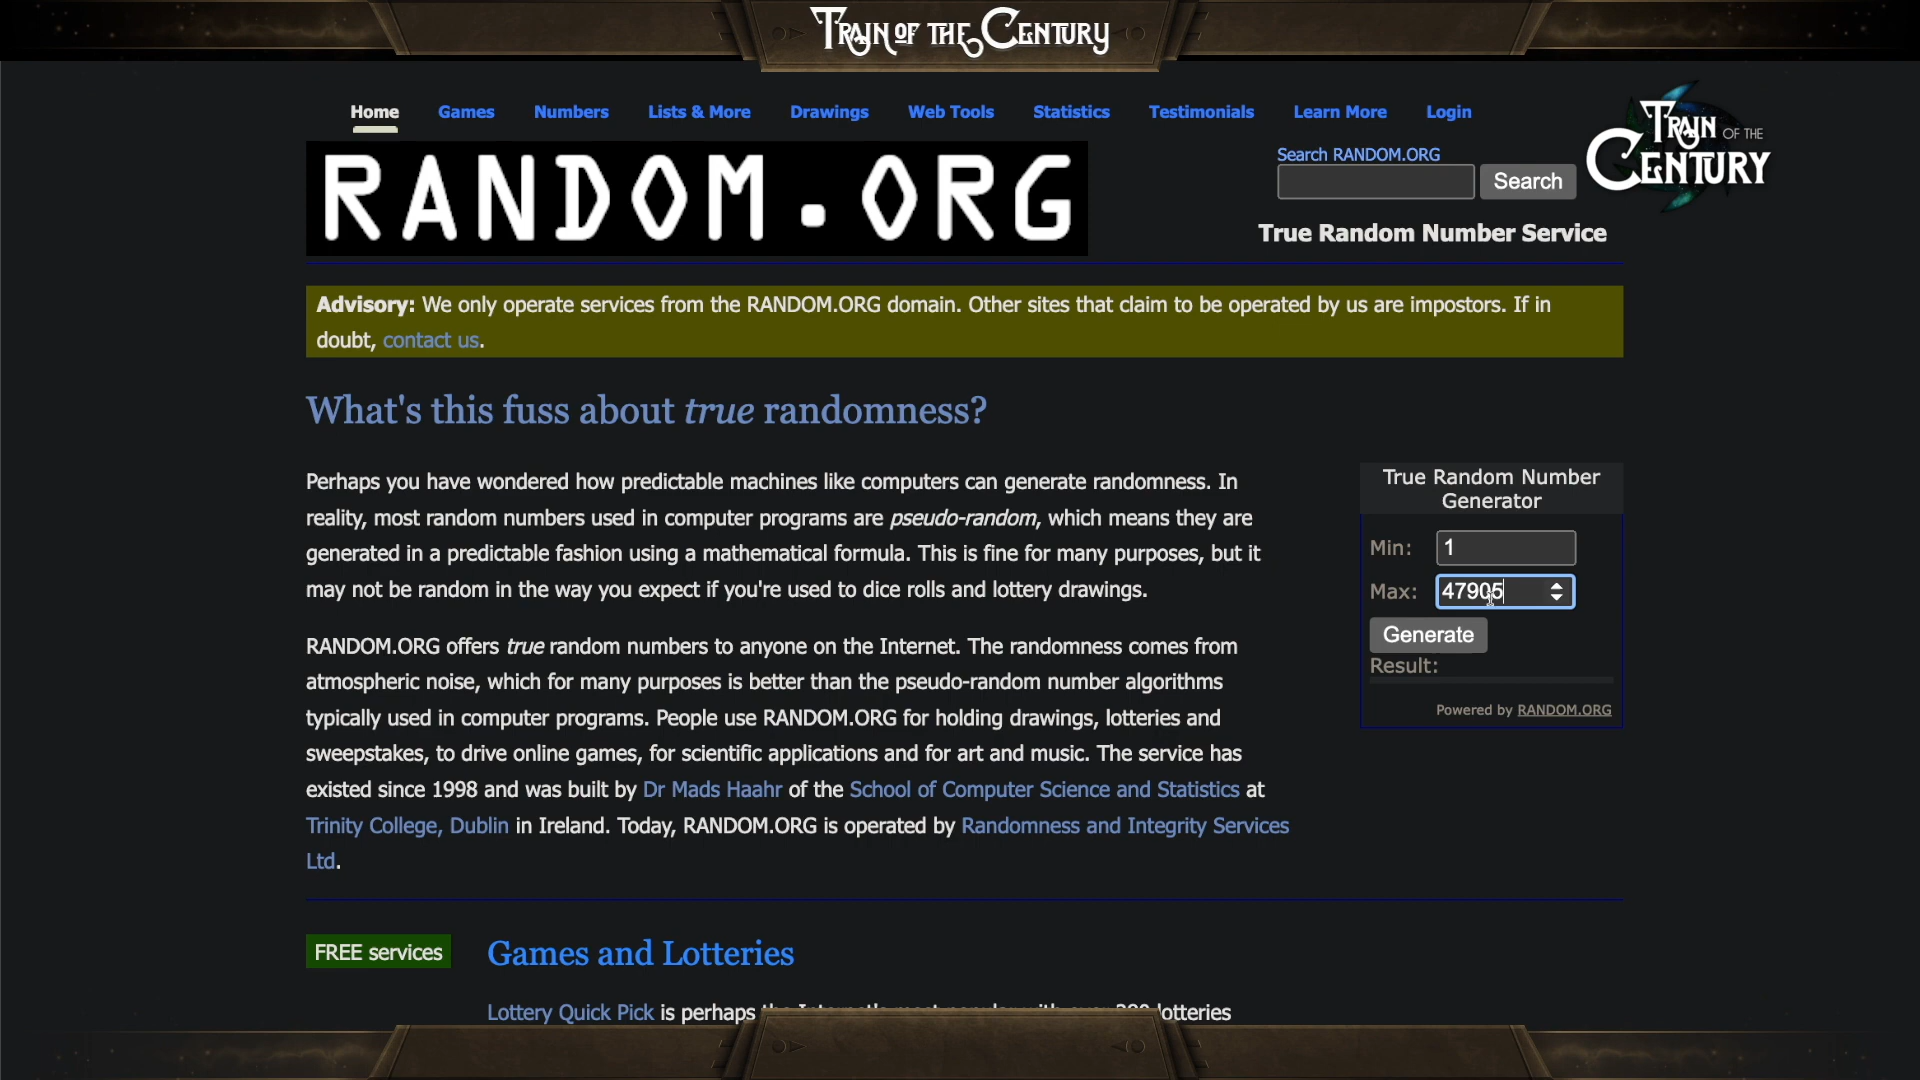 TRAIN OF THE CENTURY
Home Games Numbers Lists & More Drawings Web Tools Statistics Testimonials Learn More Login
TRAIN OF THE
CENTURY
RANDOM.ORG
Search RANDOM.ORG
Search
True Random Number Service
Advisory: We only operate services from the RANDOM.ORG domain. Other sites that claim to be operated by us are impostors. If in
doubt, contact us.
What's this fuss about true randomness?
Perhaps you have wondered how predictable machines like computers can generate randomness. In
reality, most random numbers used in computer programs are pseudo-random, which means they are
generated in a predictable fashion using a mathematical formula. This is fine for many purposes, but it
may not be random in the way you expect if you're used to dice rolls and lottery drawings.
RANDOM.ORG offers true random numbers to anyone on the Internet. The randomness comes from
atmospheric noise, which for many purposes is better than the pseudo-random number algorithms
typically used in computer programs. People use RANDOM.ORG for holding drawings, lotteries and
sweepstakes, to drive online games, for scientific applications and for art and music. The service has
existed since 1998 and was built by Dr Mads Haahr of the School of Computer Science and Statistics at
Trinity College, Dublin in Ireland. Today, RANDOM.ORG is operated by Randomness and Integrity Services
Ltd.
True Random Number
Generator
Min: 1
Max: 47905
Generate
Result:
Powered by RANDOM.ORG
FREE services
Games and Lotteries
Lottery Quick Pick is perhaps lotteries